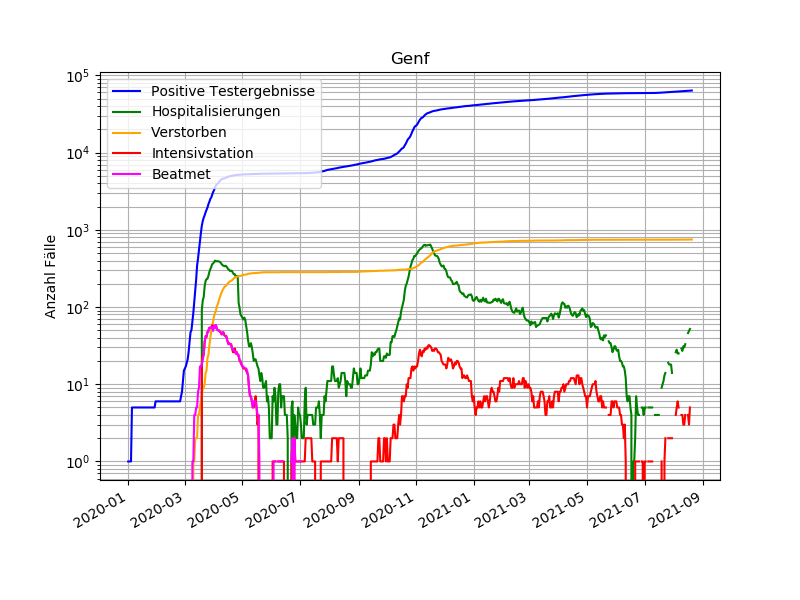 Genf
Anzahl Fälle
10^5
10^4
10^3
10^2
10^1
10^0
Positive Testergebnisse
Hospitalisierungen
Verstorben
Intensivstation
Beatmet
2020-01
2020-03
2020-05
2020-07
2020-09
2020-11
2021-01
2021-03
2021-05
2021-07
2021-09